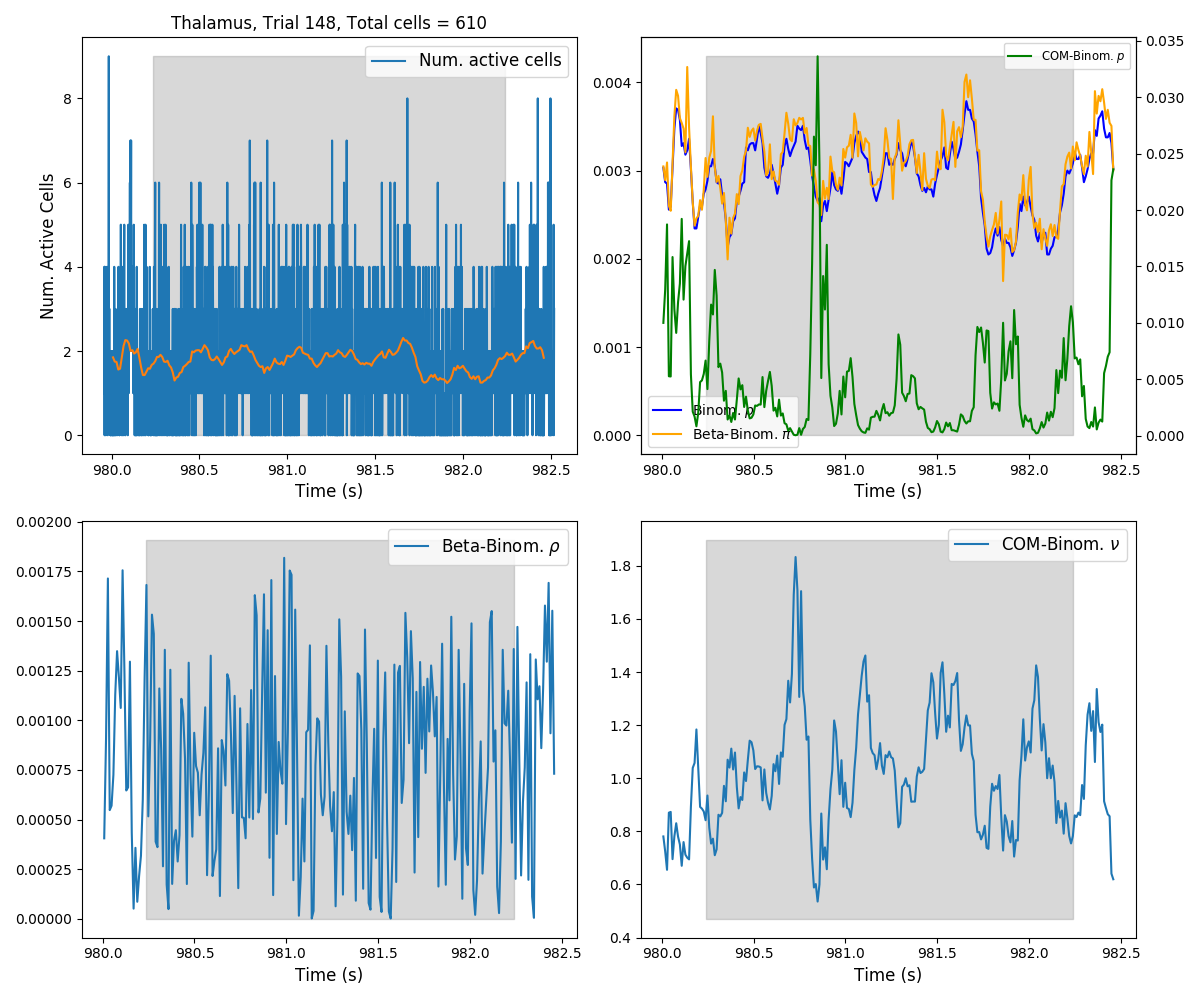 Thalamus, Trial 148, Total cells = 610
Num. active cells
Num. Active Cells
8
6
4
2
0
980.0 980.5 981.0 981.5 982.0 982.5
Time (s)
COM-Binom. p
0.004
0.003
0.002
0.001
0.000
0.035
0.030
0.025
0.020
0.015
0.010
0.005
0.000
Binom. p
Beta-Binom. π
980.0 980.5 981.0 981.5 982.0 982.5
Time (s)
Beta-Binom. ρ
0.00200
0.00175
0.00150
0.00125
0.00100
0.00075
0.00050
0.00025
0.00000
980.0 980.5 981.0 981.5 982.0 982.5
Time (s)
COM-Binom. ν
1.8
1.6
1.4
1.2
1.0
0.8
0.6
0.4
980.0 980.5 981.0 981.5 982.0 982.5
Time (s)